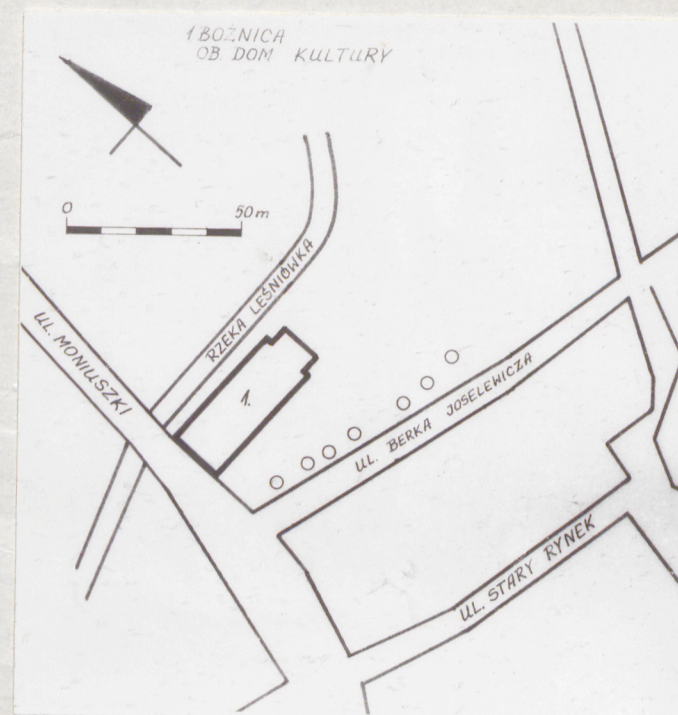 1 BOŻNICA
OB. DOM KULTURY
0
50 m
RZEKA LEŚNIÓWKA
UL. MONIUSZKI
1.
UL. BERKA JOSELEWICZA
UL. STARY RYNEK